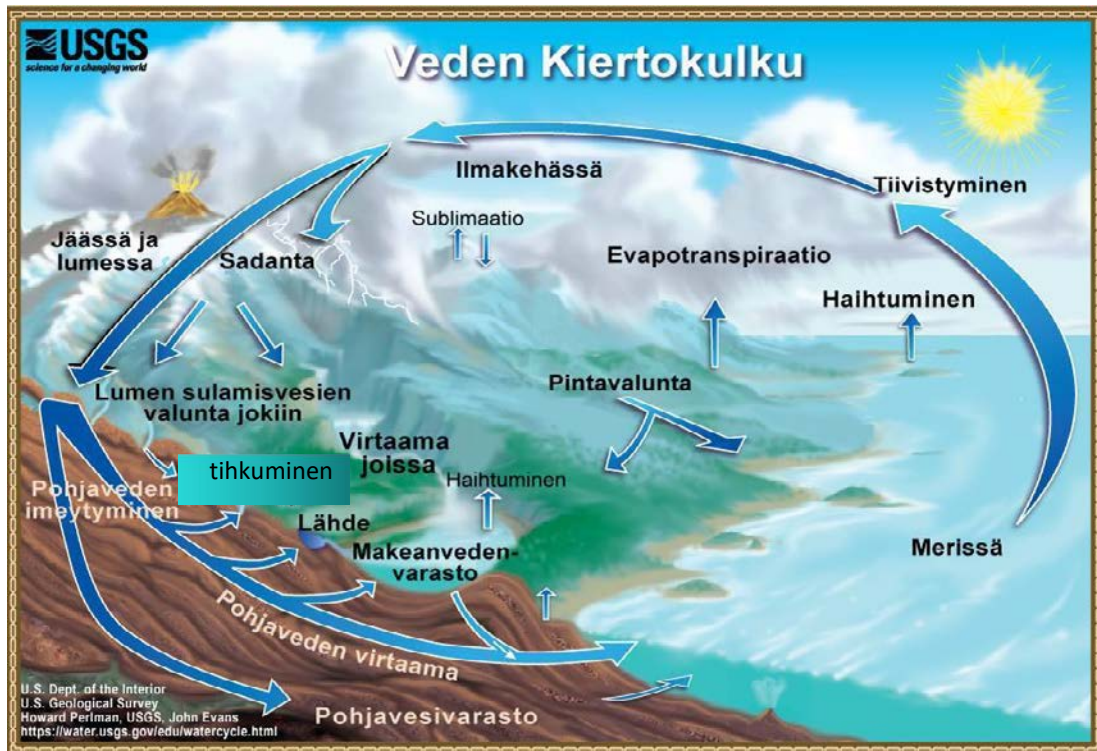 USGS
science for a changing world
Veden Kiertokulku
Ilmakehässä
Tiivistyminen
Sublimaatio
Jäässä ja
lumessa
Sadanta
Evapotranspiraatio
Haihtuminen
Lumen sulamisvesien
valunta jokiin
Pintavalunta
Virtaama
joissa
tihkuminen
Haihtuminen
Pohjaveden
imeytyminen
Lähde
Makeanveden-
varasto
Merissä
Pohjaveden virtaama
Pohjavesivarasto
U.S. Dept. of the Interior
U.S. Geological Survey
Howard Perlman, USGS, John Evans
https://water.usgs.gov/edu/watercycle.html